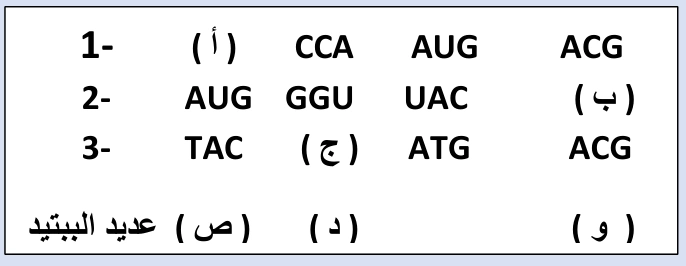 1- ( أ ) CCA AUG ACG
2- AUG GGU UAC ( ب )
3- TAC ( ج ) ATG ACG
عديد الببتيد ( ص ) ( د ) ( و )